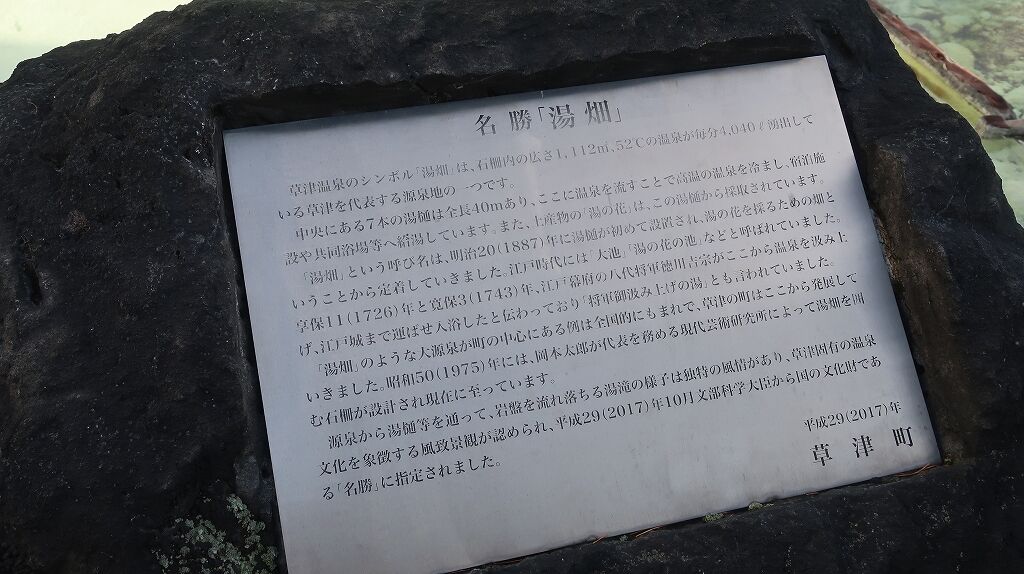 名勝「湯畑」
草津温泉のシンボル「湯畑」は、石柵内の広さ1,112㎡、52℃の温泉が毎分4,040ℓ湧出して
いる草津を代表する源泉地の一つです。
中央にある7本の湯樋は全長40mあり、ここに温泉を流すことで高温の温泉を冷まし、宿泊施
設や共同浴場等へ給湯しています。また、土産物の「湯の花」は、この湯畑から採取されています。
「湯畑」という呼び名は、明治20(1887)年に湯樋が初めて設置され、湯の花を採るための畑と
いうことから定着していきました。江戸時代には「大池」「湯の花の池」などと呼ばれていました。
享保11(1726)年と寛保3(1743)年、江戸幕府の八代将軍徳川吉宗がここから温泉を汲み上
げ、江戸城まで運ばせ入浴したと伝わっており「将軍御汲み上げの湯」とも言われていました。
「湯畑」のような大源泉が町の中心にある例は全国的にもまれで、草津の町はここから発展して
いきました。昭和50(1975)年には、岡本太郎が代表を務める現代芸術研究所によって湯畑を囲
む石柵が設計され現在に至っています。
源泉から湯樋等を通って、岩盤を流れ落ちる湯滝の様子は独特の風情があり、草津固有の温泉
文化を象徴する風致景観が認められ、平成29(2017)年10月文部科学大臣から国の文化財であ
る「名勝」に指定されました。
平成29(2017)年
草津町